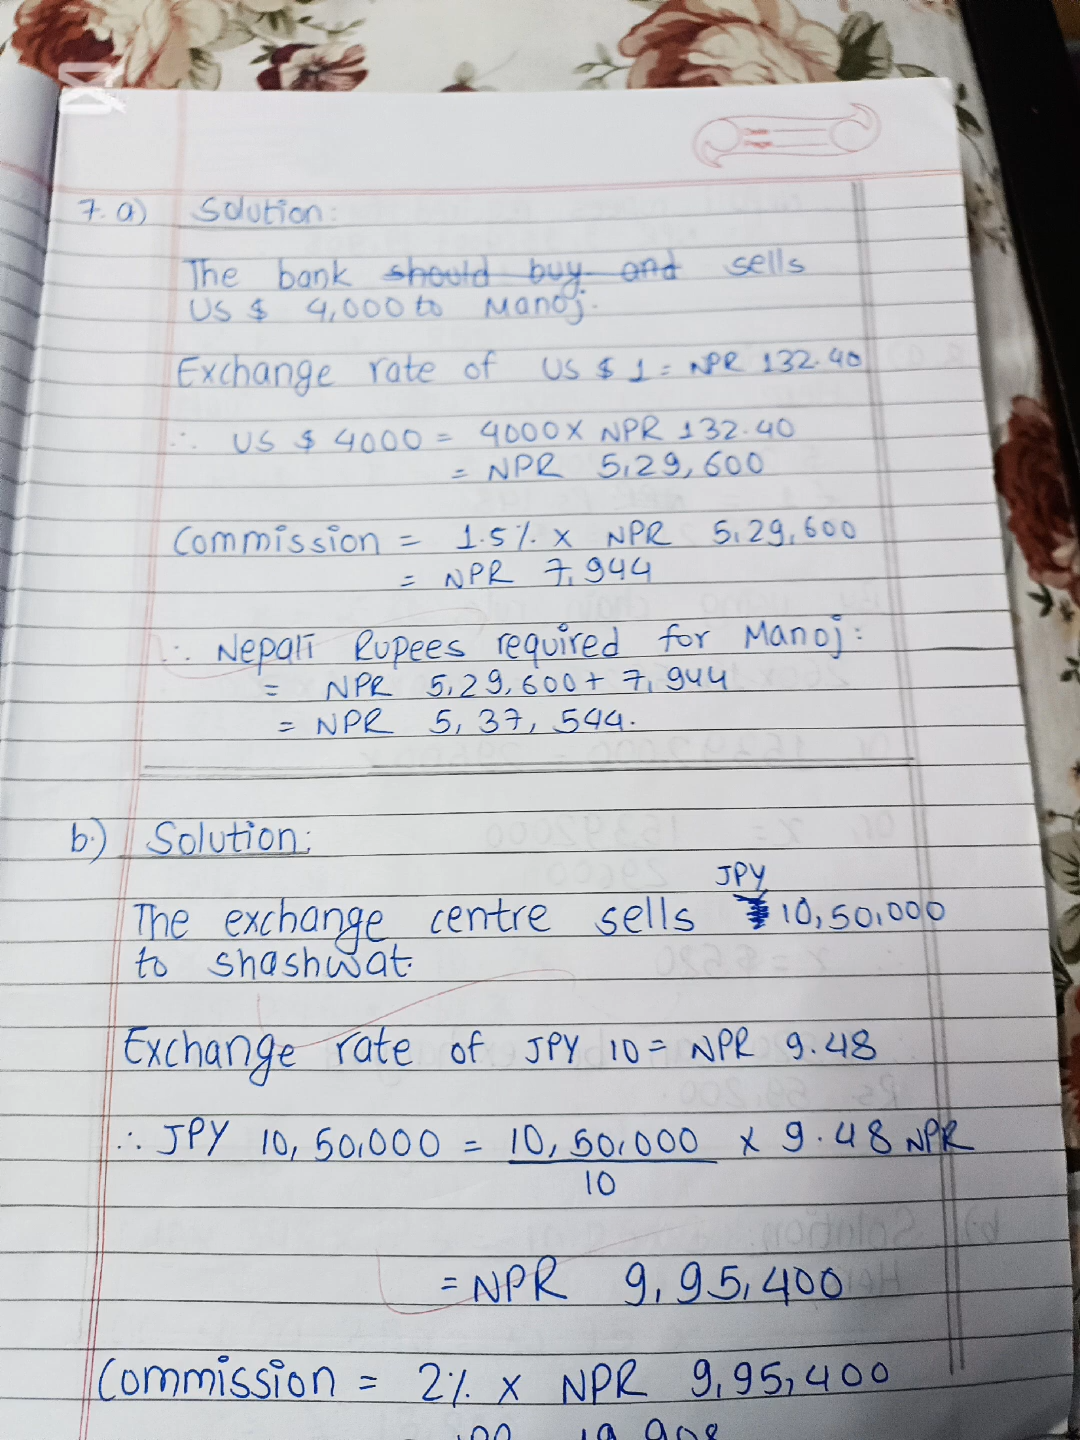 Date
Page
7. a) Solution:
The bank should buy and sells
US $ 4,000 to Manoj.
Exchange rate of US $ 1 = NPR 132.40
∴ US $ 4000 = 4000 × NPR 132.40
= NPR 5,29,600
Commission = 1.5% × NPR 5,29,600
= NPR 7,944
∴ Nepali Rupees required for Manoj:
= NPR 5,29,600 + 7,944
= NPR 5,37,544.
b.) Solution:
JPY
The exchange centre sells 10,50,000
to shashwat.
Exchange rate of JPY 10 = NPR 9.48
∴ JPY 10,50,000 = 10,50,000 × 9.48 NPR
10
= NPR 9,95,400
Commission = 2% × NPR 9,95,400